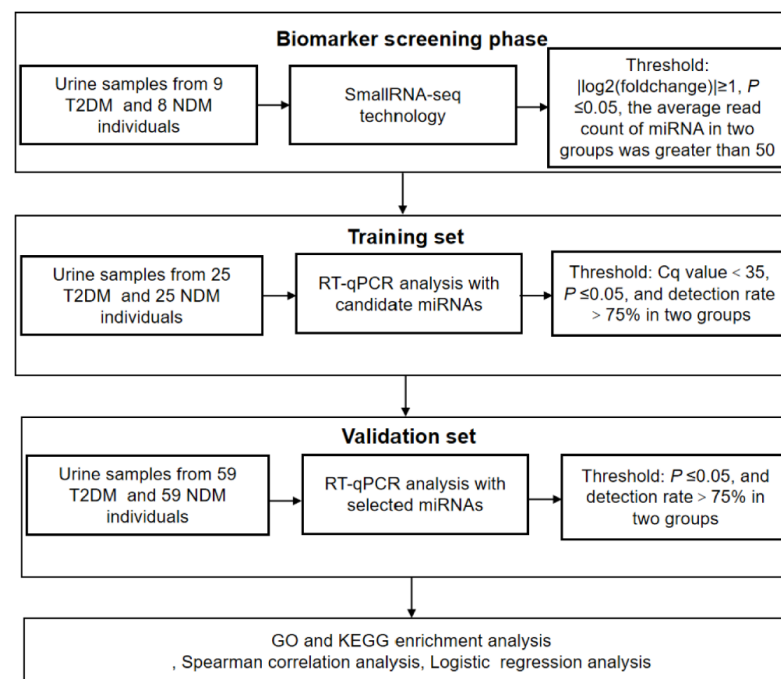 Biomarker screening phase
Urine samples from 9
T2DM and 8 NDM
individuals
SmallRNA-seq
technology
Threshold:
|log2(foldchange)|≥1, P
≤0.05, the average read
count of miRNA in two
groups was greater than 50
Training set
Urine samples from 25
T2DM and 25 NDM
individuals
RT-qPCR analysis with
candidate miRNAs
Threshold: Cq value < 35,
P ≤0.05, and detection rate
> 75% in two groups
Validation set
Urine samples from 59
T2DM and 59 NDM
individuals
RT-qPCR analysis with
selected miRNAs
Threshold: P ≤0.05, and
detection rate > 75% in
two groups
GO and KEGG enrichment analysis
, Spearman correlation analysis, Logistic regression analysis